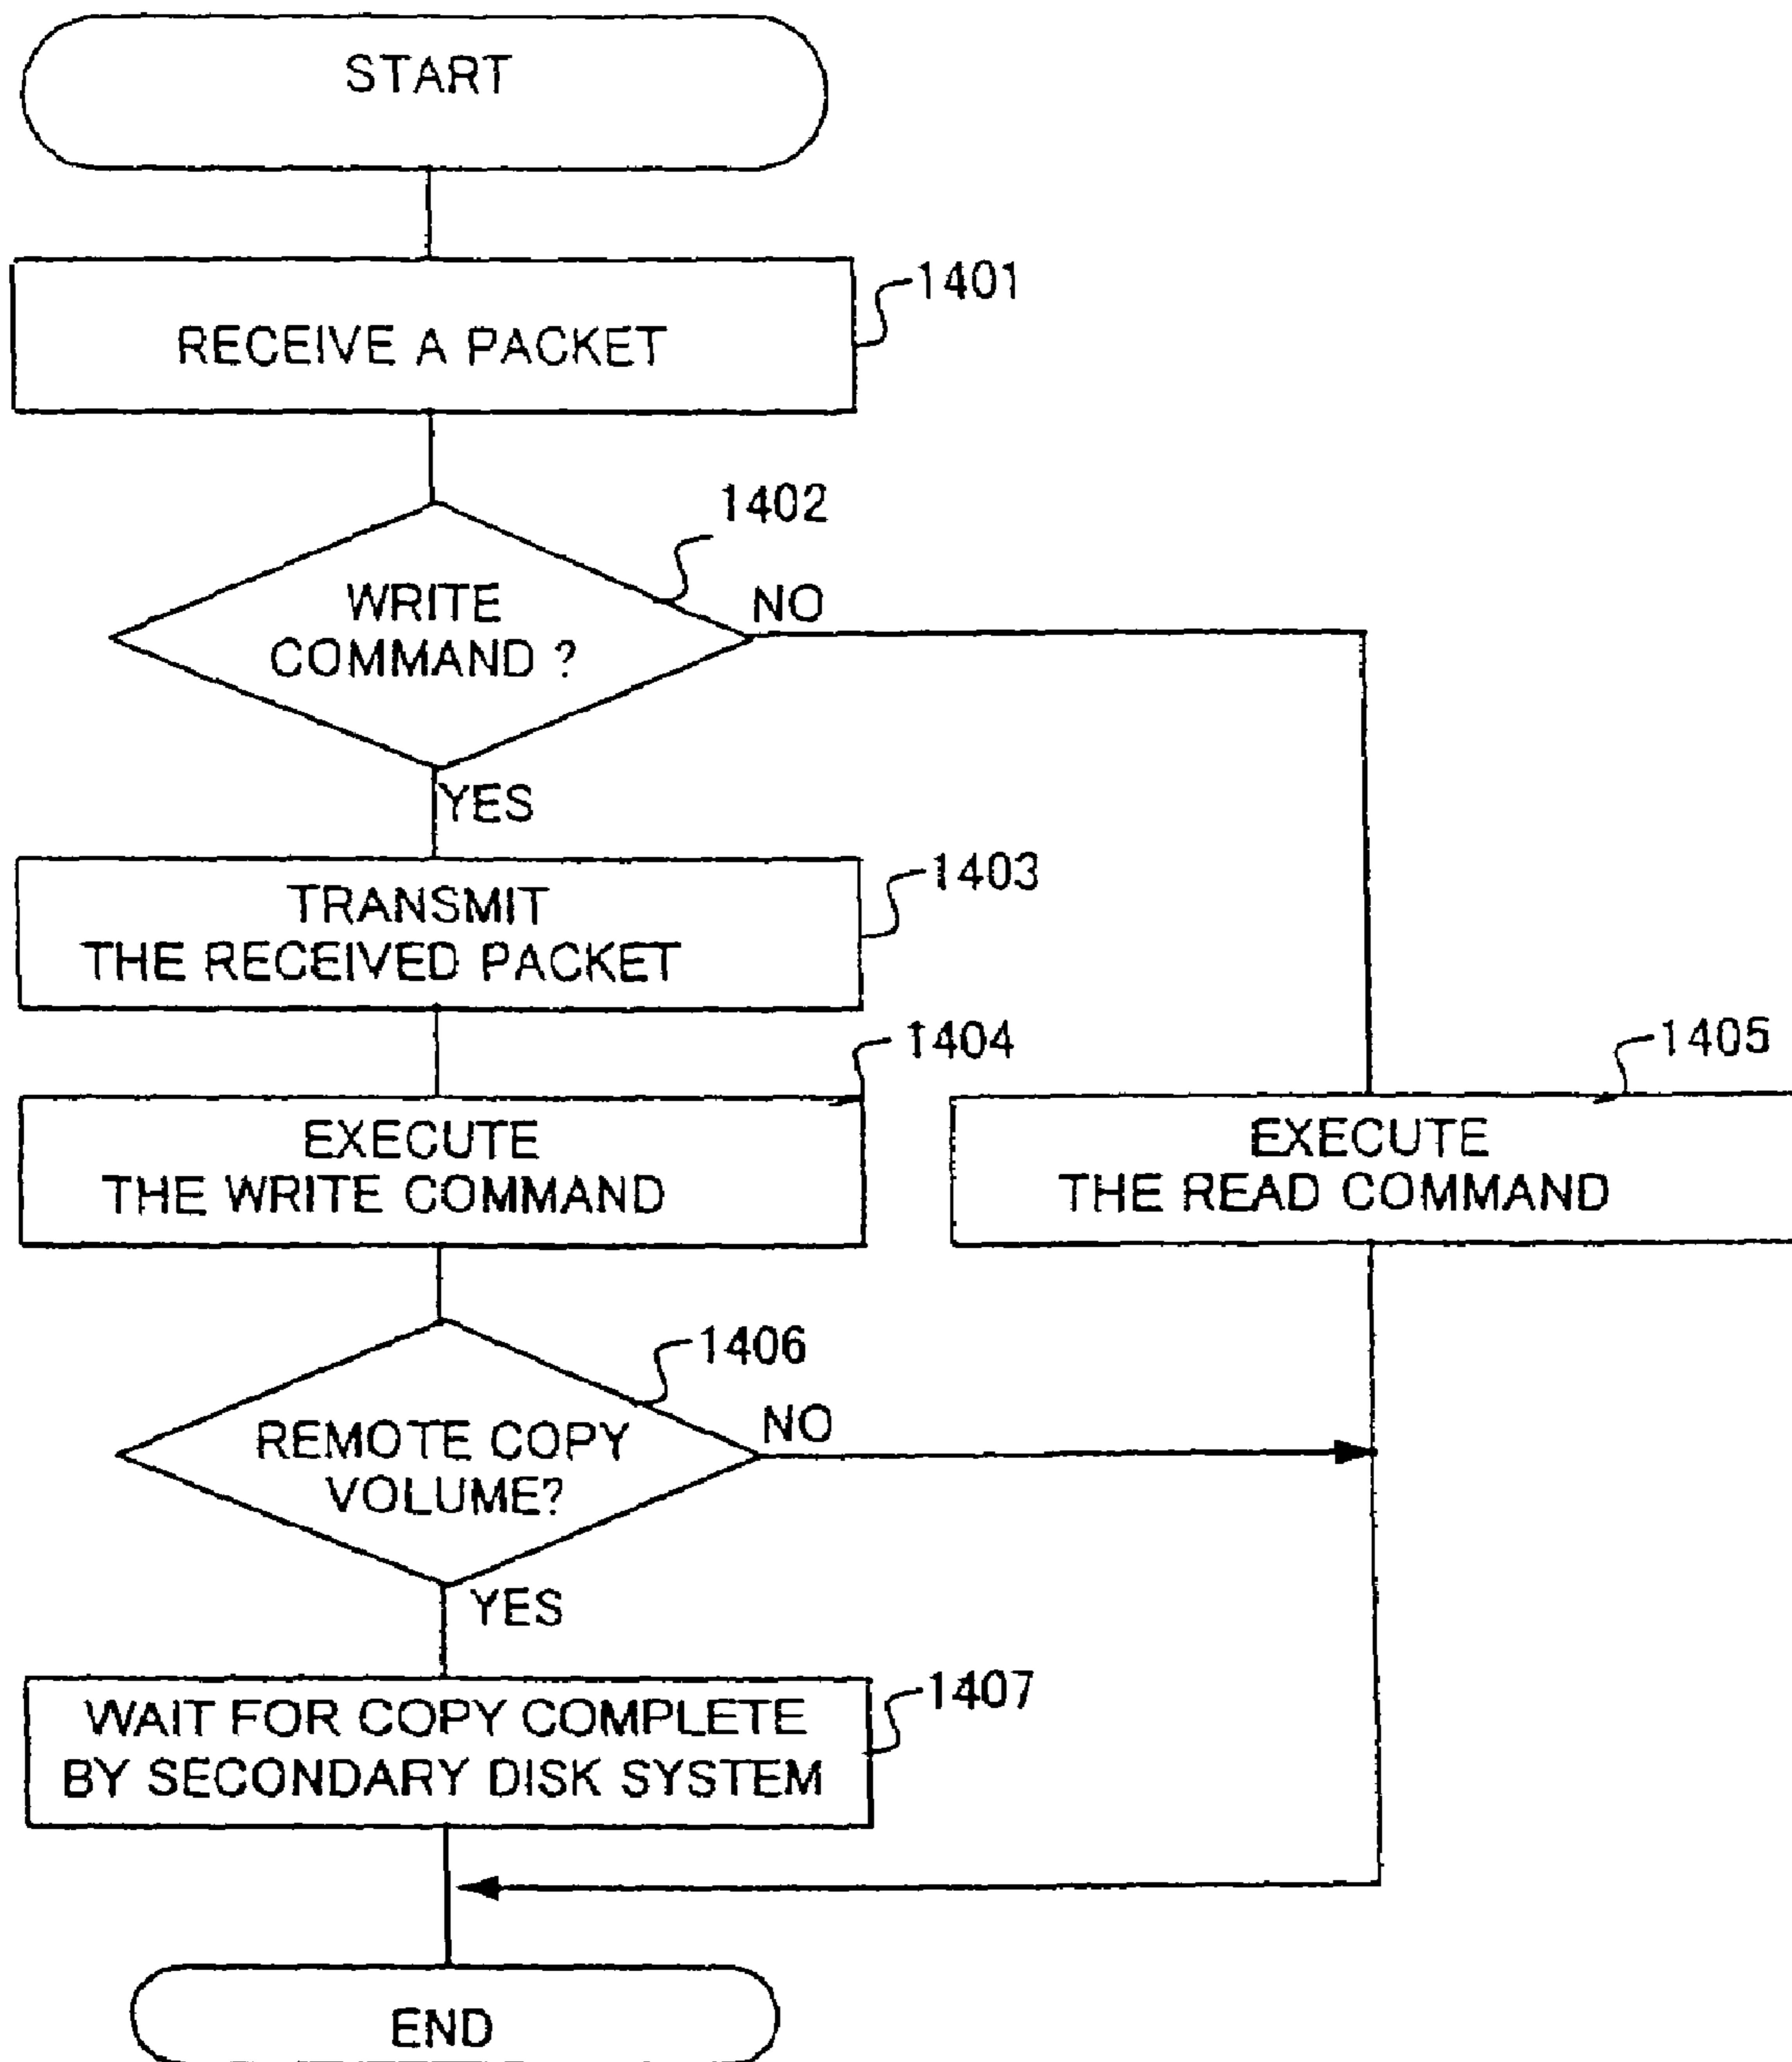 START
1401
RECEIVE A PACKET
1402
WRITE
COMMAND ?
NO
YES
1403
TRANSMIT
THE RECEIVED PACKET
1404
EXECUTE
THE WRITE COMMAND
1405
EXECUTE
THE READ COMMAND
1406
REMOTE COPY
VOLUME?
NO
YES
1407
WAIT FOR COPY COMPLETE
BY SECONDARY DISK SYSTEM
END